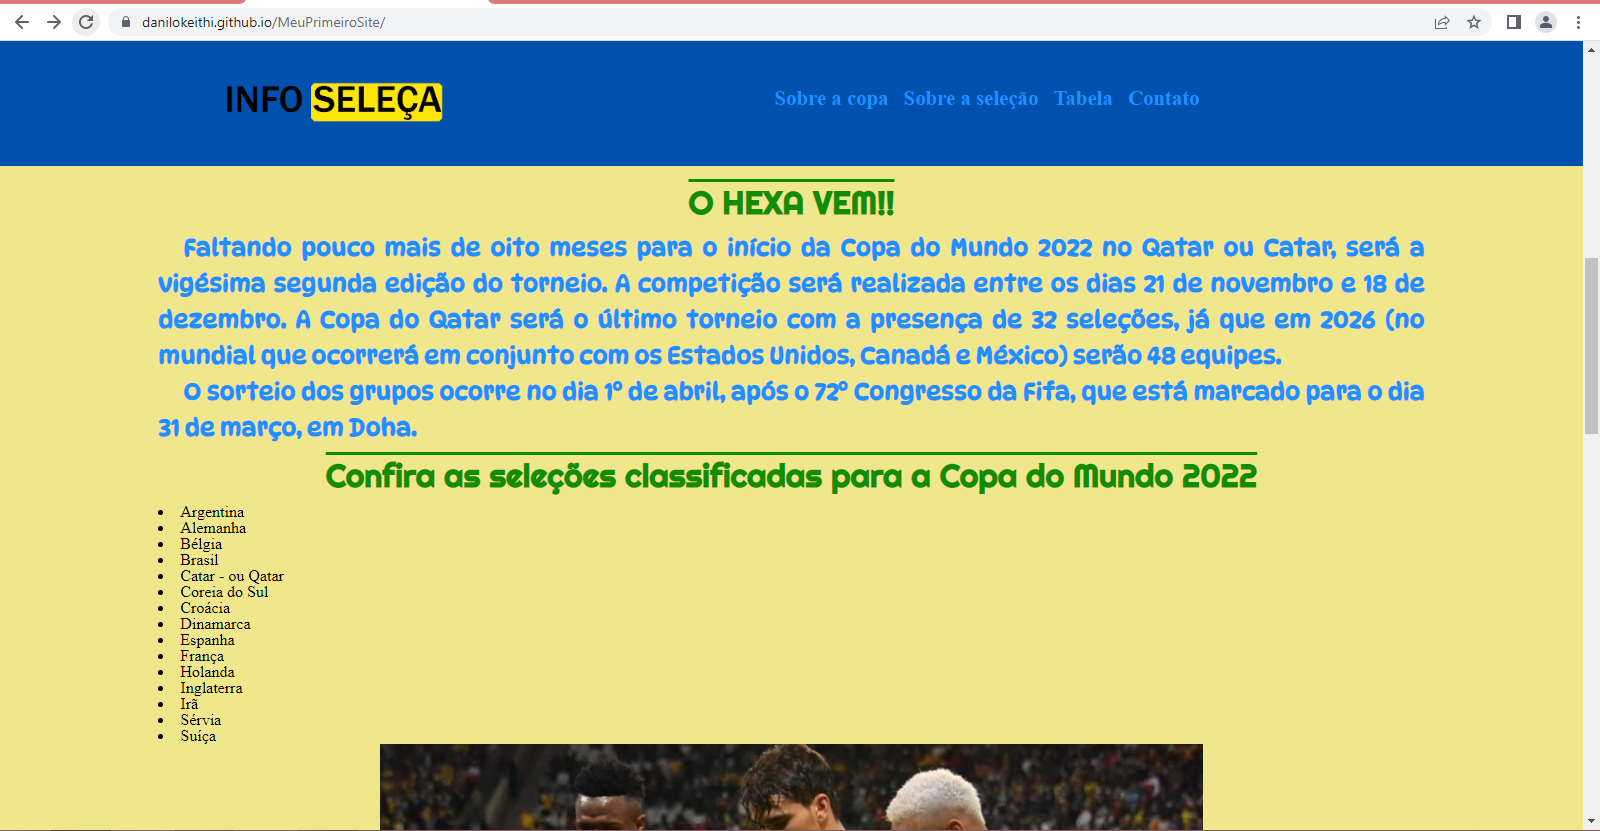 danilokeithi.github.io/MeuPrimeiroSite/
INFO SELEÇA
Sobre a copa Sobre a seleção Tabela Contato
O HEXA VEM!!
Faltando pouco mais de oito meses para o início da Copa do Mundo 2022 no Qatar ou Catar, será a
vigésima segunda edição do torneio. A competição será realizada entre os dias 21 de novembro e 18 de
dezembro. A Copa do Qatar será o último torneio com a presença de 32 seleções, já que em 2026 (no
mundial que ocorrerá em conjunto com os Estados Unidos, Canadá e México) serão 48 equipes.
O sorteio dos grupos ocorre no dia 1º de abril, após o 72º Congresso da Fifa, que está marcado para o dia
31 de março, em Doha.
Confira as seleções classificadas para a Copa do Mundo 2022
Argentina
Alemanha
Bélgia
Brasil
Catar - ou Qatar
Coreia do Sul
Croácia
Dinamarca
Espanha
França
Holanda
Inglaterra
Irã
Sérvia
Suíça